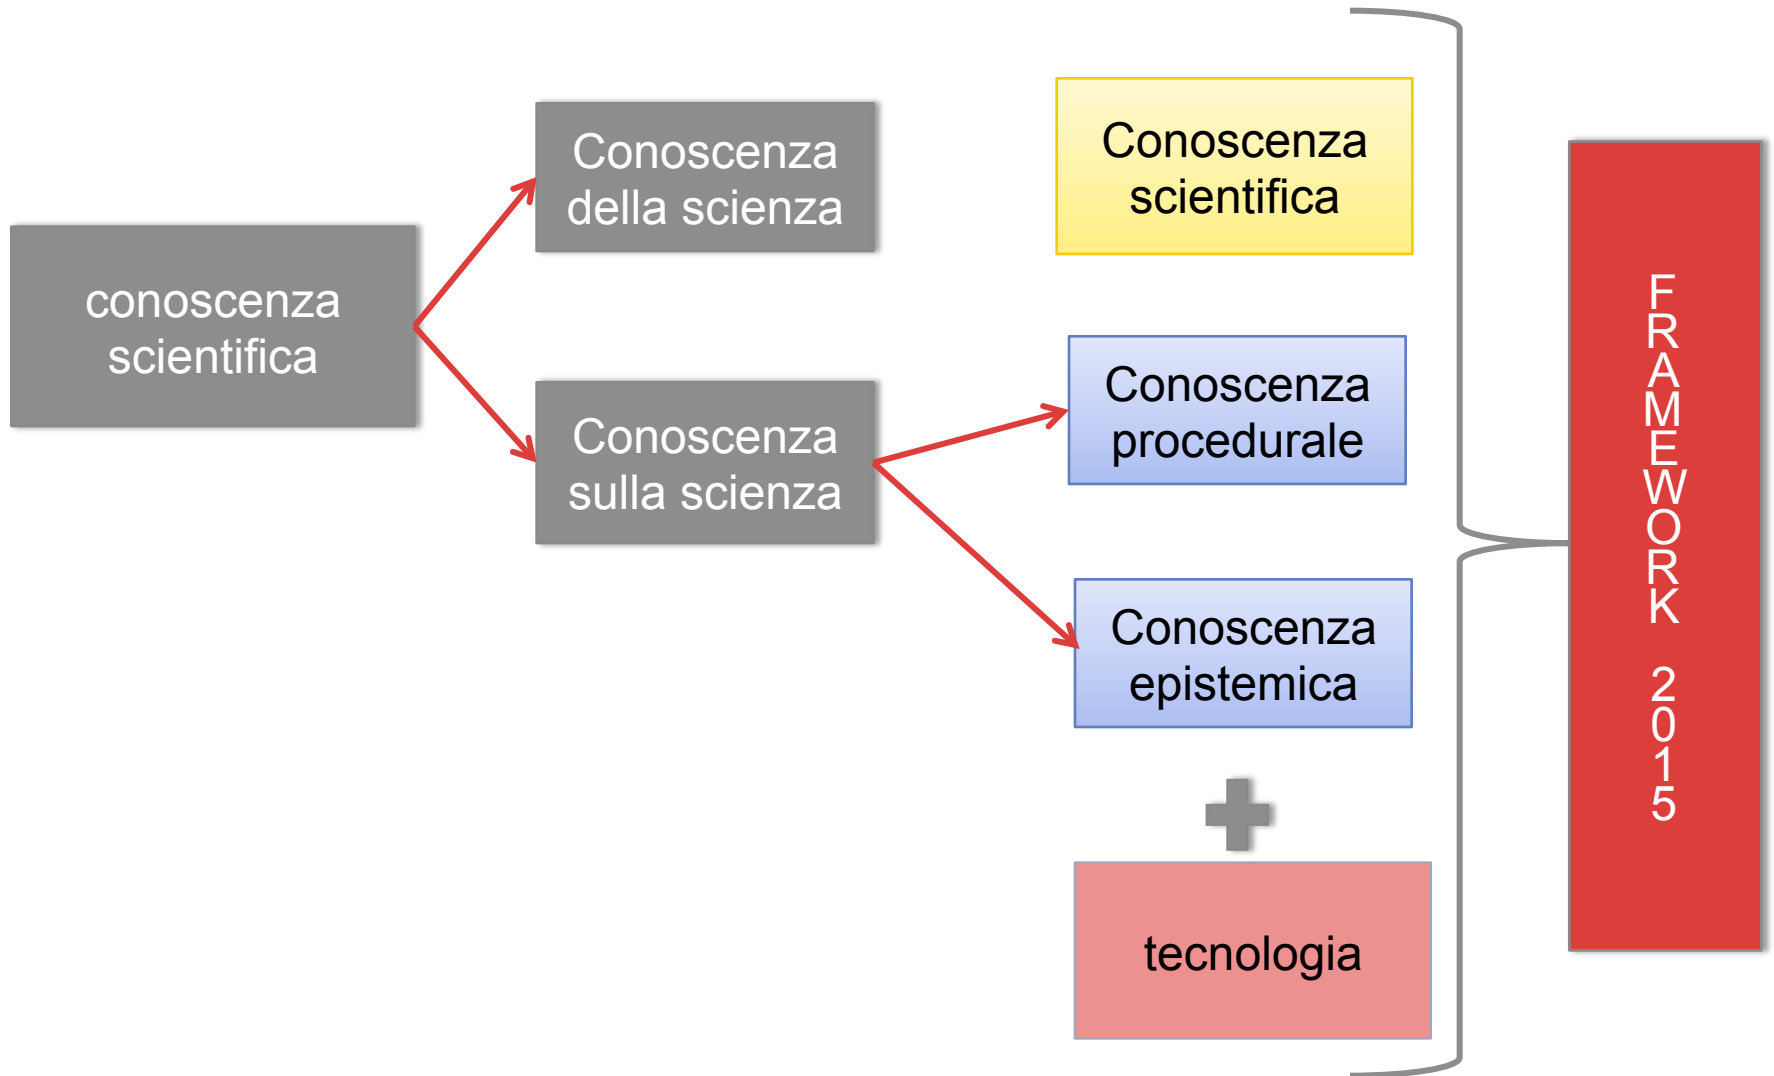 conoscenza
scientifica
Conoscenza
della scienza
Conoscenza
sulla scienza
Conoscenza
scientifica
Conoscenza
procedurale
Conoscenza
epistemica
tecnologia
FRAMEWORK 2015